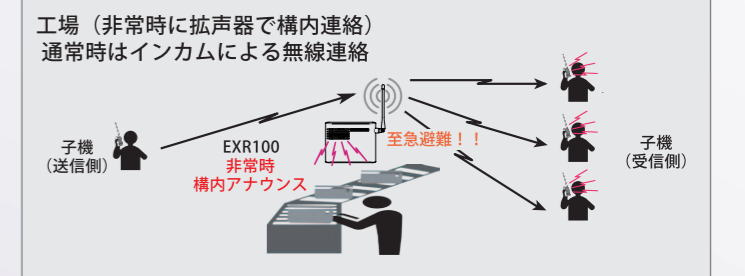 工場（非常時に拡声器で構内連絡）
通常時はインカムによる無線連絡
子機
（送信側）
EXR100
非常時
構内アナウンス
至急避難！！
子機
（受信側）